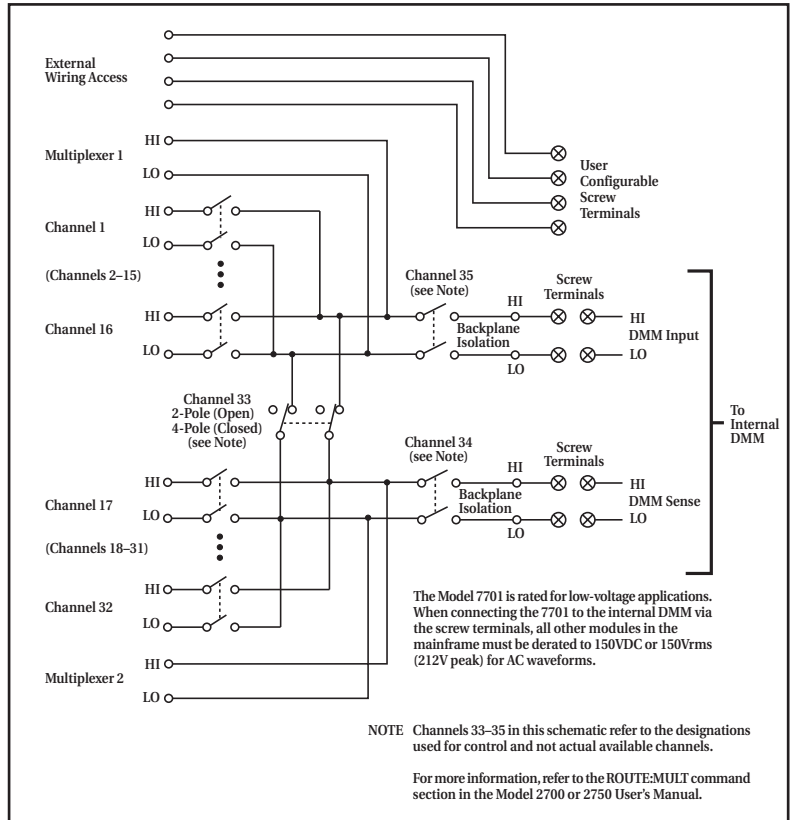 External
Wiring Access
Multiplexer 1
HI
LO
User
Configurable
Screw
Terminals
Channel 1
HI
LO
(Channels 2–15)
Channel 16
HI
LO
Channel 35
(see Note)
Backplane
Isolation
HI
LO
Screw
Terminals
HI
DMM Input
LO
Channel 33
2-Pole (Open)
4-Pole (Closed)
(see Note)
To
Internal
DMM
Channel 17
HI
LO
(Channels 18–31)
Channel 34
(see Note)
Backplane
Isolation
HI
LO
Screw
Terminals
HI
DMM Sense
LO
Channel 32
HI
LO
Multiplexer 2
HI
LO
The Model 7701 is rated for low-voltage applications.
When connecting the 7701 to the internal DMM via
the screw terminals, all other modules in the
mainframe must be derated to 150VDC or 150Vrms
(212V peak) for AC waveforms.
NOTE Channels 33–35 in this schematic refer to the designations
used for control and not actual available channels.
For more information, refer to the ROUTE:MULT command
section in the Model 2700 or 2750 User's Manual.